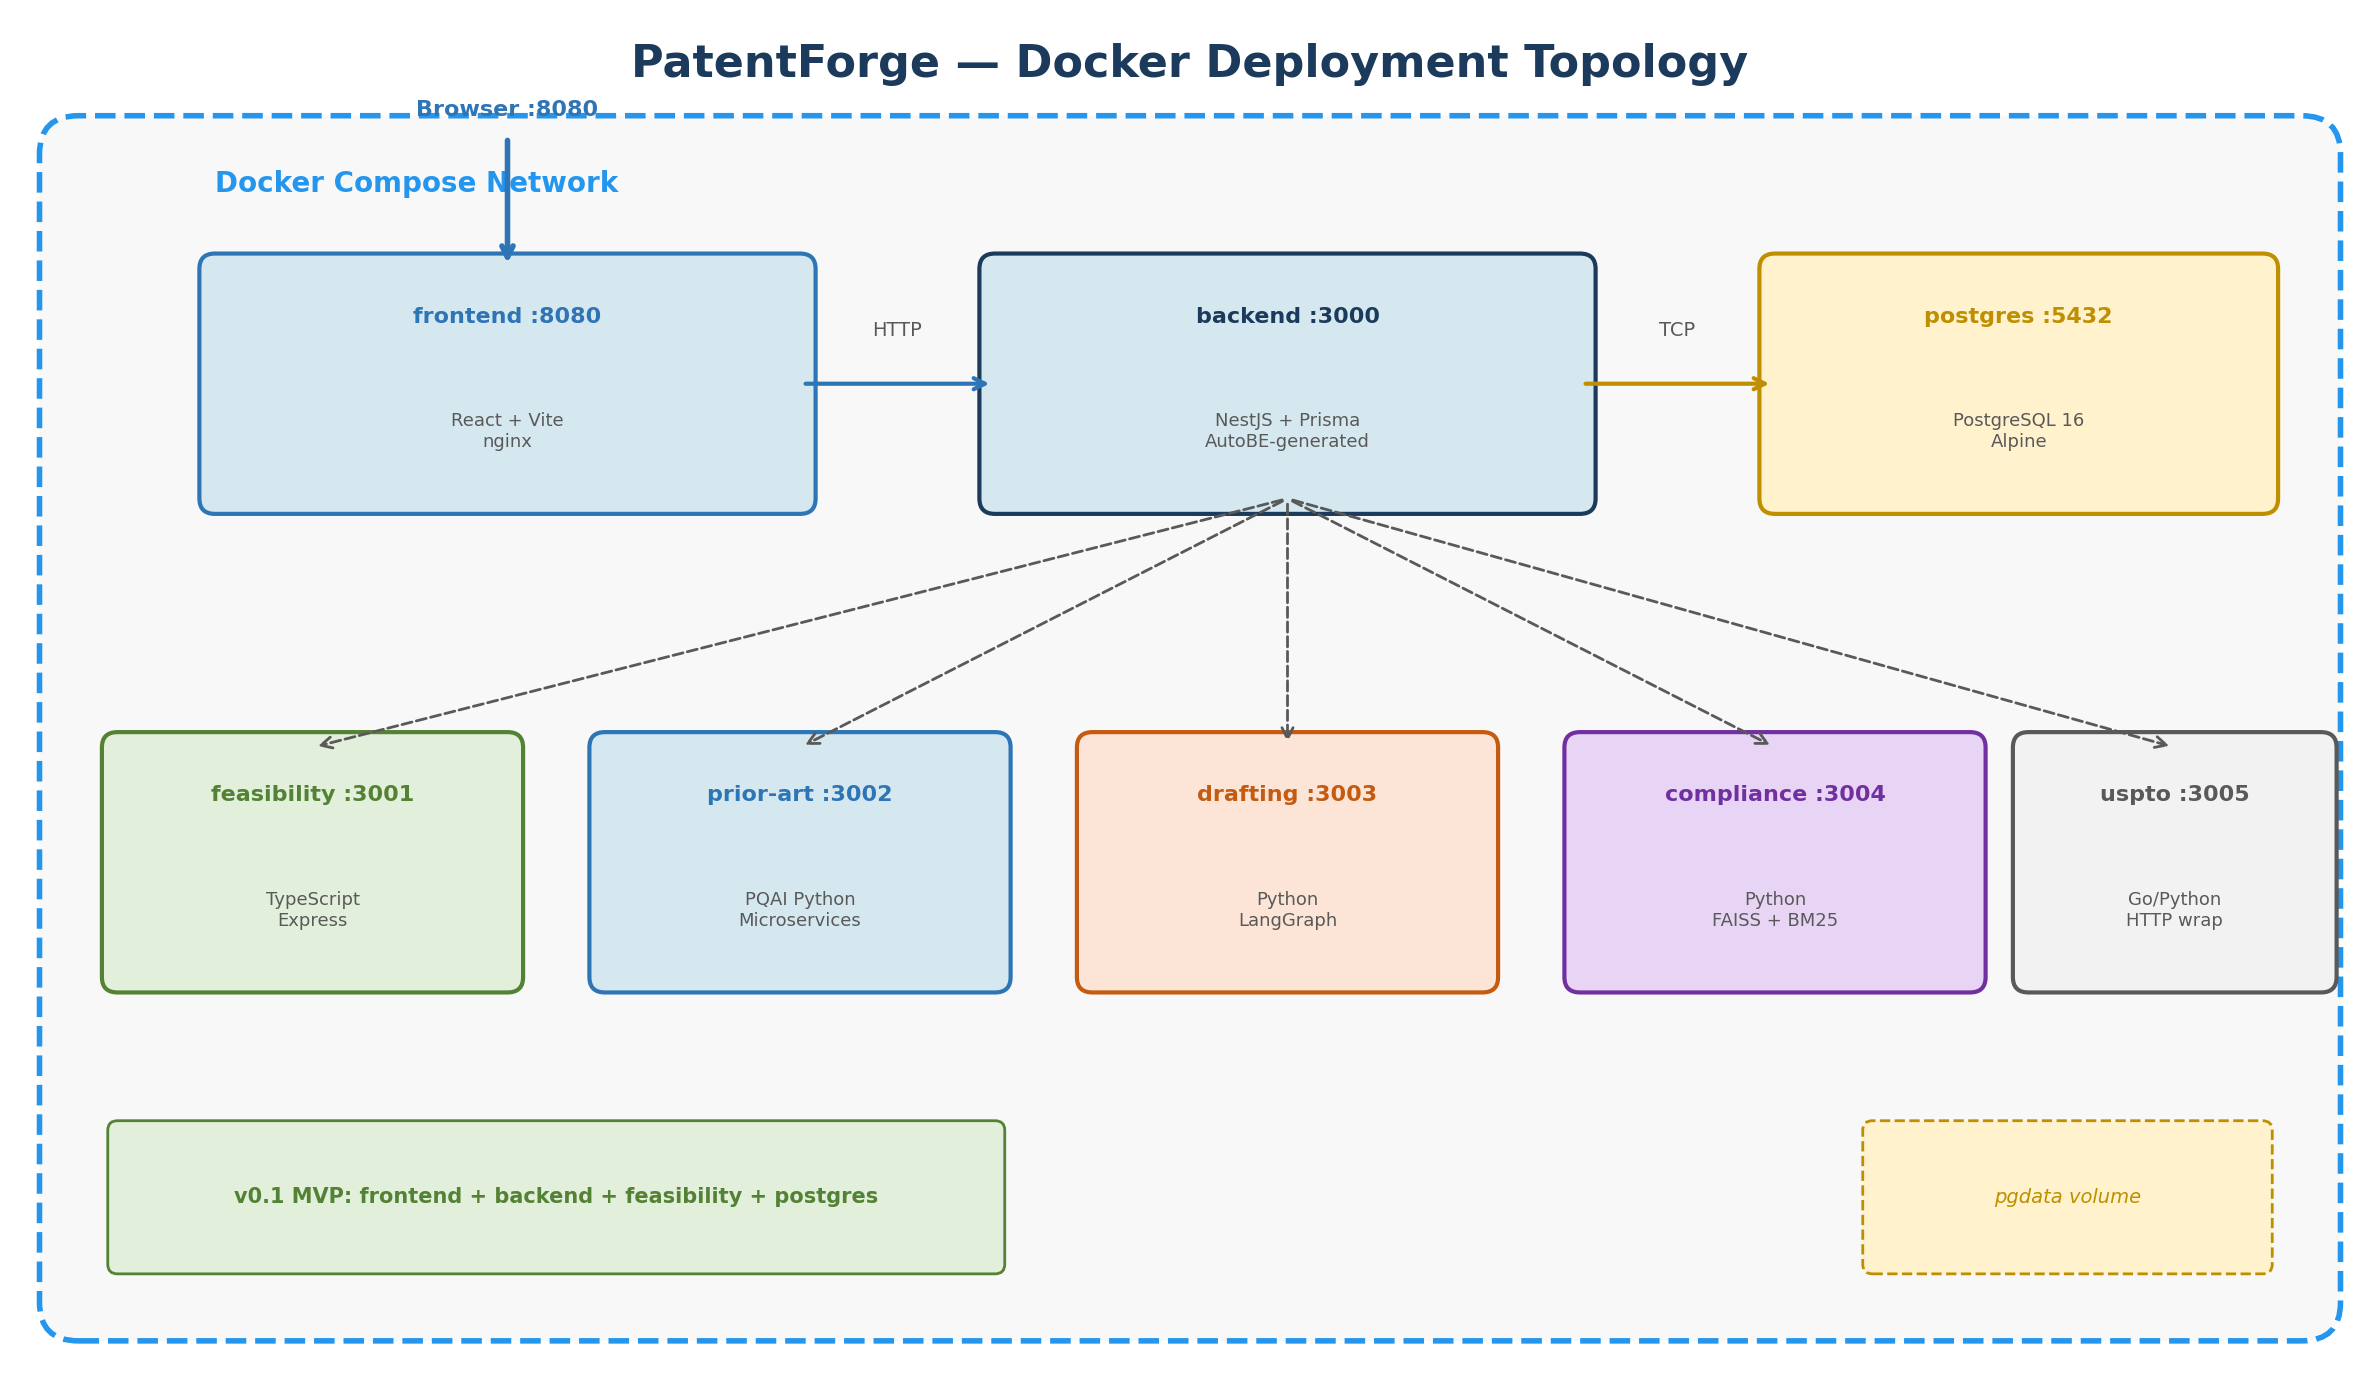 PatentForge — Docker Deployment Topology
Browser :8080
Docker Compose Network
frontend :8080
React + Vite
nginx
HTTP
backend :3000
NestJS + Prisma
AutoBE-generated
TCP
postgres :5432
PostgreSQL 16
Alpine
feasibility :3001
TypeScript
Express
prior-art :3002
PQAI Python
Microservices
drafting :3003
Python
LangGraph
compliance :3004
Python
FAISS + BM25
uspto :3005
Go/Python
HTTP wrap
v0.1 MVP: frontend + backend + feasibility + postgres
pgdata volume